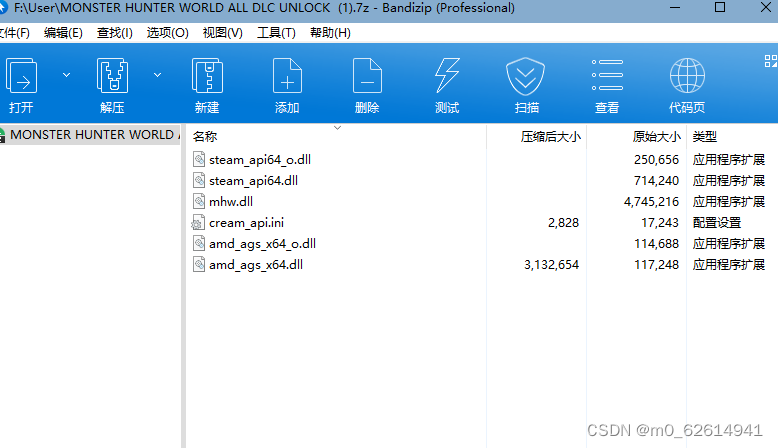 F:\User\MONSTER HUNTER WORLD ALL DLC UNLOCK (1).7z - Bandizip (Professional)
文件(F) 编辑(E) 查找(I) 选项(O) 视图(V) 工具(T) 帮助(H)
打开 解压 新建 添加 删除 测试 扫描 查看 代码页
MONSTER HUNTER WORLD A
名称 压缩后大小 原始大小 类型
steam_api64_o.dll 250,656 应用程序扩展
steam_api64.dll 714,240 应用程序扩展
mhw.dll 4,745,216 应用程序扩展
cream_api.ini 2,828 17,243 配置设置
amd_ags_x64_o.dll 114,688 应用程序扩展
amd_ags_x64.dll 3,132,654 117,248 应用程序扩展
CSDN @m0_62614941